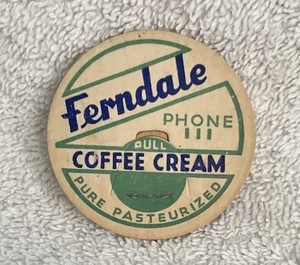 Ferndale
PHONE
111
PULL
COFFEE CREAM
PURE PASTEURIZED